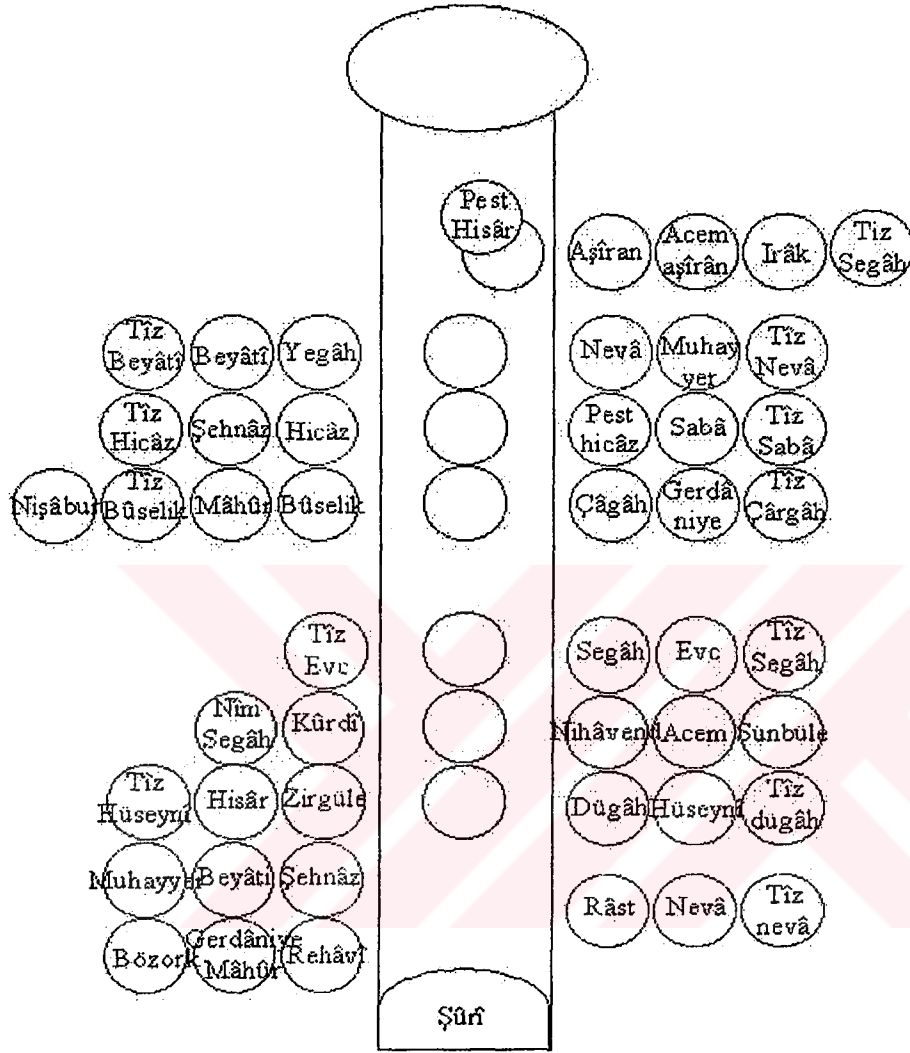 Pest
Hisâr
Aşîran Acem
aşîrân Irâk Tiz
Segâh
Tîz
Beyâtî Beyâtî Yegâh
Nevâ Muhay
yer Tîz
Nevâ
Tîz
Hicâz Şehnâz Hicâz
Pest
hicâz Sabâ Tîz
Sabâ
Nişâbur Tîz
Bûselik Mâhûr Bûselik
Çâgâh Gerdâ
niye Tîz
Çârgâh
Tîz
Evc
Segâh Evc Tîz
Segâh
Nîm
Segâh Kûrdî
Nihâvend Acem Sünbüle
Tîz
Hüseynî Hisâr Zirgüle
Dügâh Hüseynî Tîz
dügâh
Muhayyer Beyâtî Şehnâz
Râst Nevâ Tîz
nevâ
Bözork Gerdâniye
Mâhûr Rehâvî
Şûrî